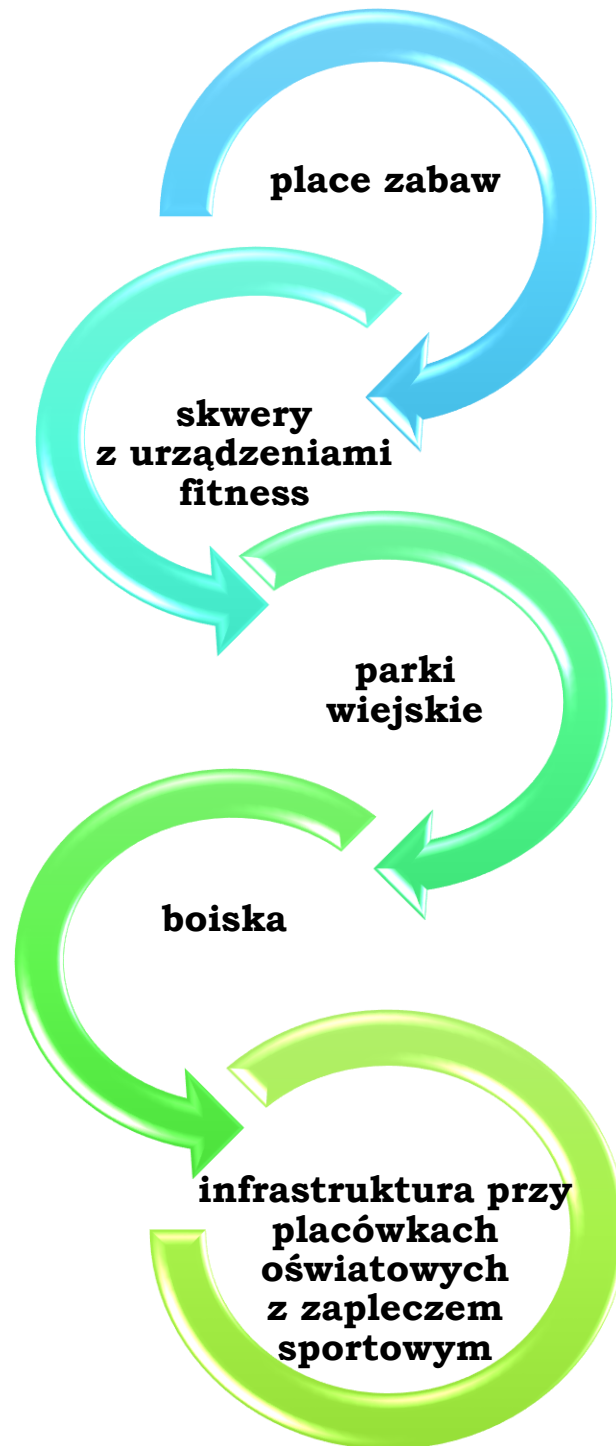 place zabaw
skwery
z urządzeniami
fitness
parki
wiejskie
boiska
infrastruktura przy
placówkach
oświatowych
z zapleczem
sportowym